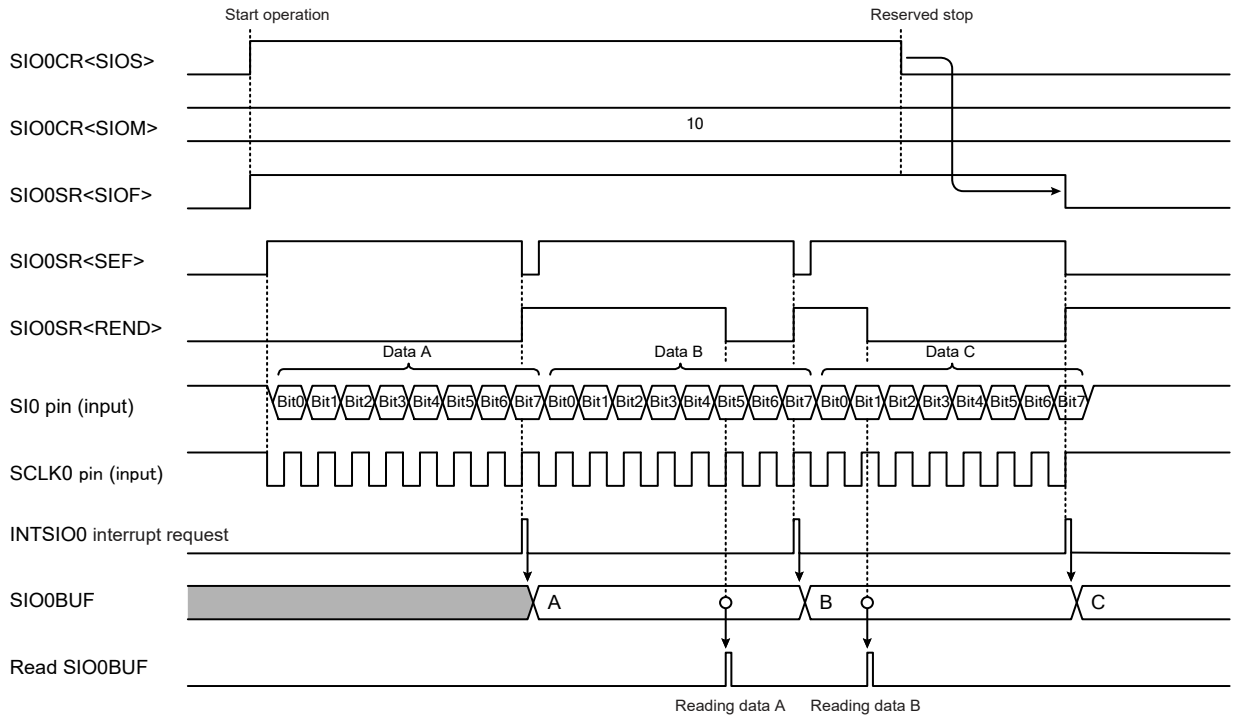 Start operation
Reserved stop
SIO0CR<SIOS>
SIO0CR<SIOM>
10
SIO0SR<SIOF>
SIO0SR<SEF>
SIO0SR<REND>
Data A
Data B
Data C
SI0 pin (input)
Bit0 Bit1 Bit2 Bit3 Bit4 Bit5 Bit6 Bit7 Bit0 Bit1 Bit2 Bit3 Bit4 Bit5 Bit6 Bit7 Bit0 Bit1 Bit2 Bit3 Bit4 Bit5 Bit6 Bit7
SCLK0 pin (input)
INTSIO0 interrupt request
SIO0BUF
A
B
C
Read SIO0BUF
Reading data A
Reading data B